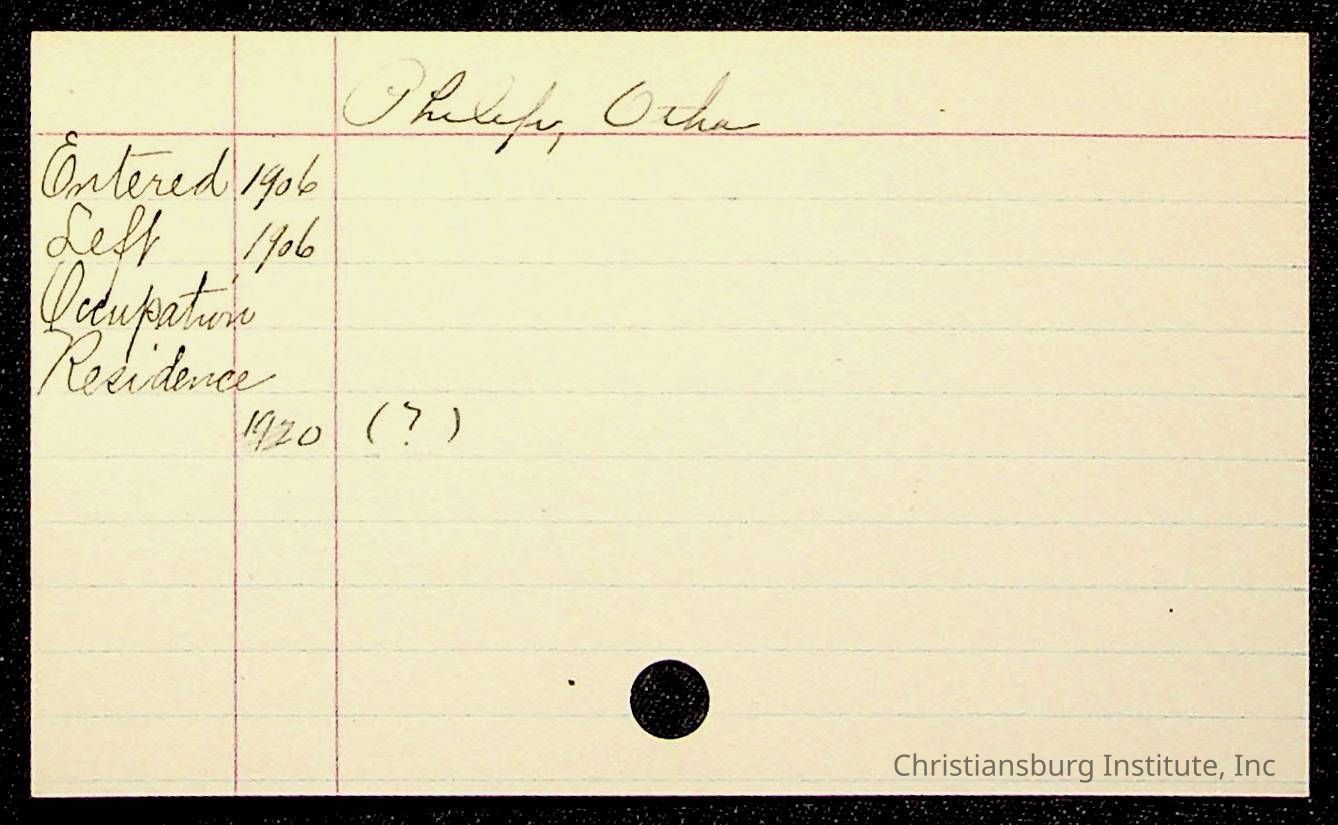 Philips, Otha
Entered 1906
Left 1906
Occupation
Residence
1920 (?)
Christiansburg Institute, Inc